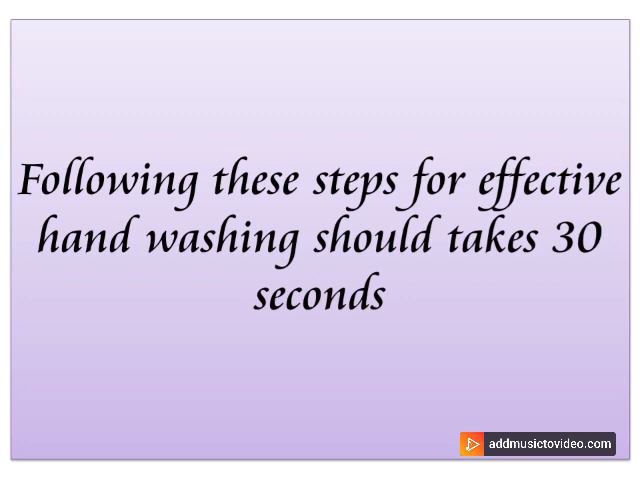 Following these steps for effective
hand washing should takes 30
seconds
addmusictovideo.com